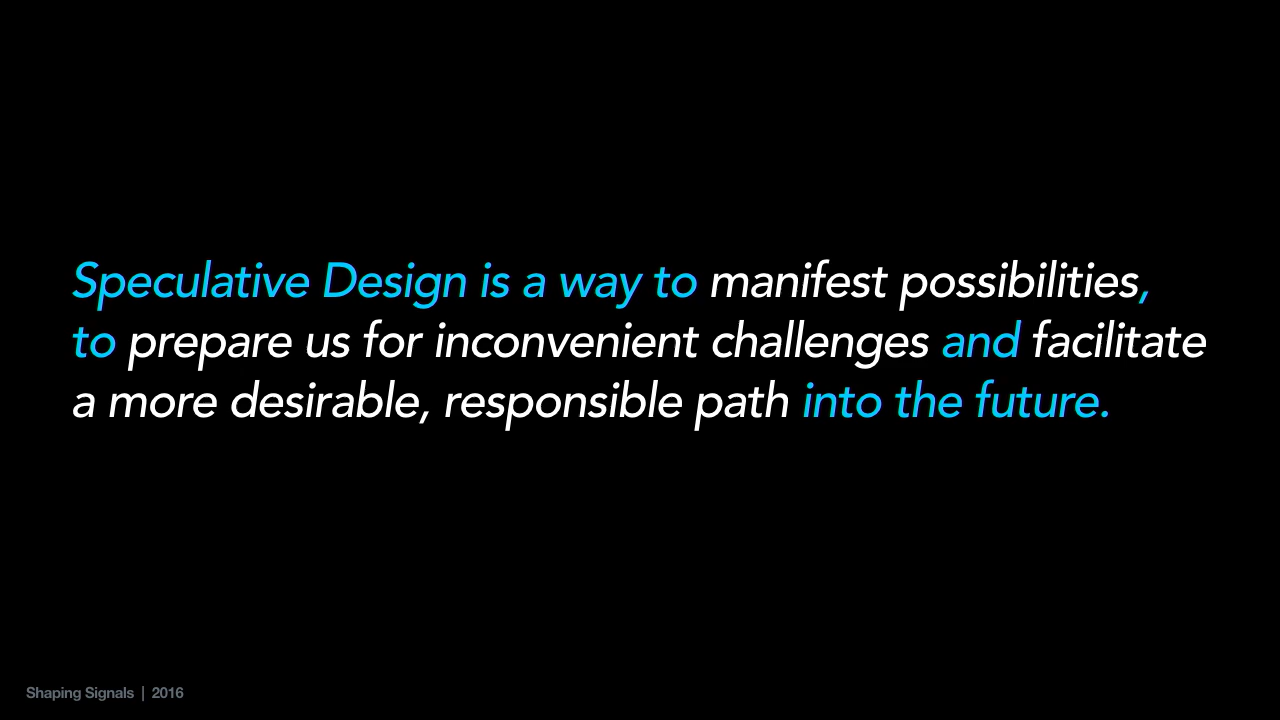 Speculative Design is a way to manifest possibilities,
to prepare us for inconvenient challenges and facilitate
a more desirable, responsible path into the future.
Shaping Signals | 2016